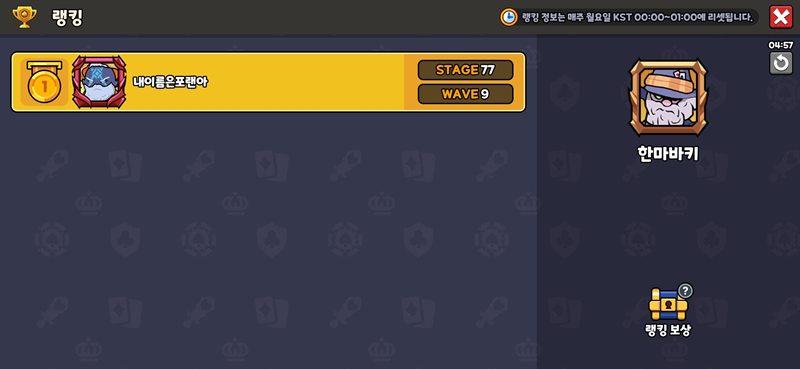 랭킹
랭킹 정보는 매주 월요일 KST 00:00~01:00에 리셋됩니다.
04:57
1
내이름은포랜아
STAGE 77
WAVE 9
한마바키
?
랭킹 보상